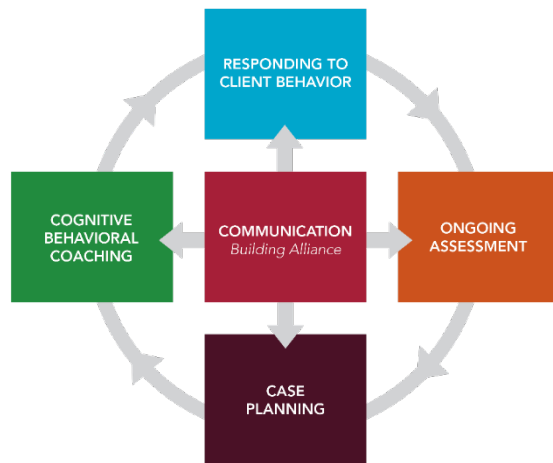 RESPONDING TO
CLIENT BEHAVIOR
COGNITIVE
BEHAVIORAL
COACHING
COMMUNICATION
Building Alliance
ONGOING
ASSESSMENT
CASE
PLANNING